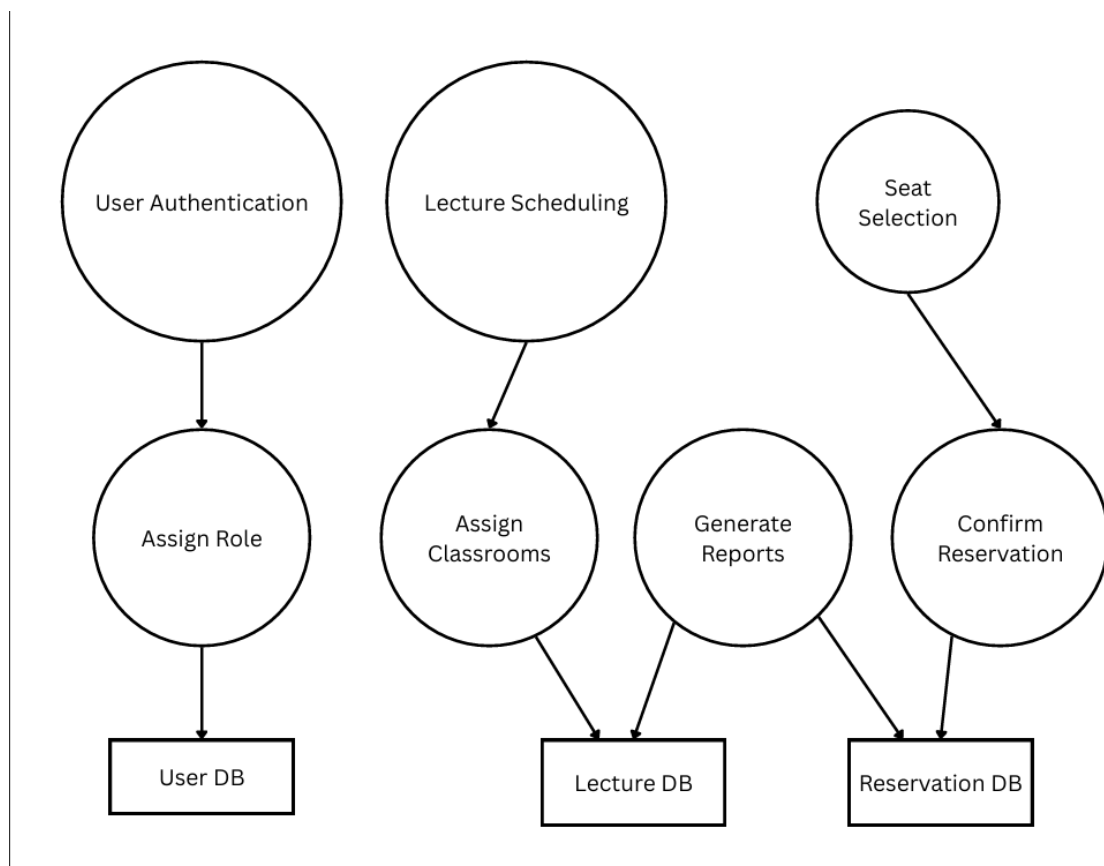 User Authentication
Lecture Scheduling
Seat
Selection
Assign Role
Assign
Classrooms
Generate
Reports
Confirm
Reservation
User DB
Lecture DB
Reservation DB